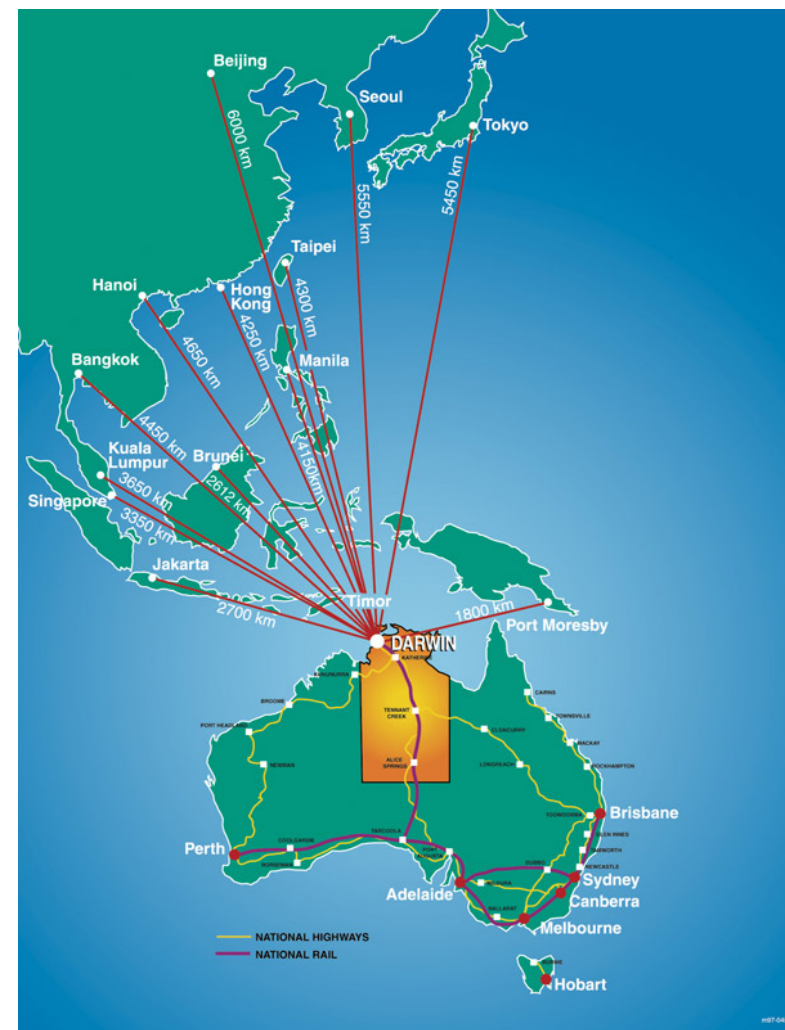 Beijing
Seoul
Tokyo
6000 km
5550 km
5450 km
Taipei
Hanoi
Hong
Kong
4300 km
4250 km
4650 km
Manila
Bangkok
4450 km
4150km
Kuala
Lumpur
Brunei
2612 km
3650 km
Singapore
3350 km
Jakarta
2700 km
Timor
1800 km
Port Moresby
DARWIN
KATHERINE
KUNUNURRA
BROOME
CAIRNS
TENNANT
CREEK
TOWNSVILLE
PORT HEADLAND
CLONCURRY
MACKAY
NEWMAN
ALICE
SPRINGS
LONGREACH
ROCKHAMPTON
TOOWOOMBA
Brisbane
GLEN INNES
TARCOOLA
COOLGARDIE
Perth
PORT
AUGUSTA
TAMWORTH
NORSEMAN
DUBBO
NEWCASTLE
Sydney
Adelaide
MILDURA
Canberra
BALLARAT
Melbourne
NATIONAL HIGHWAYS
NATIONAL RAIL
BURNIE
Hobart